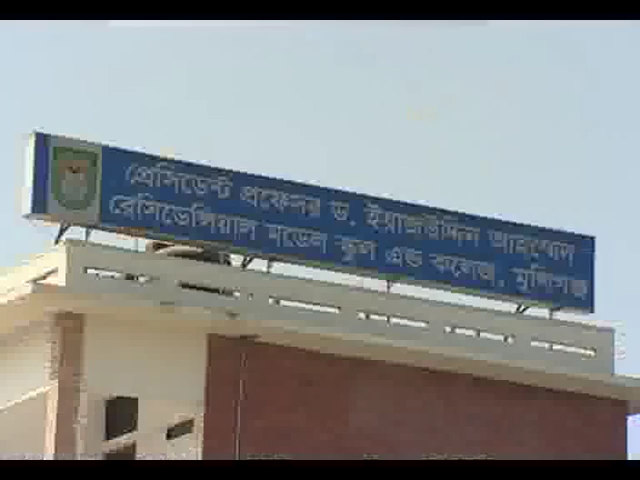 প্রেসিডেন্ট প্রফেসর ড. ইয়াজউদ্দিন আহম্মেদ
রেসিডেন্সিয়াল মডেল স্কুল এন্ড কলেজ, মুন্সিগঞ্জ